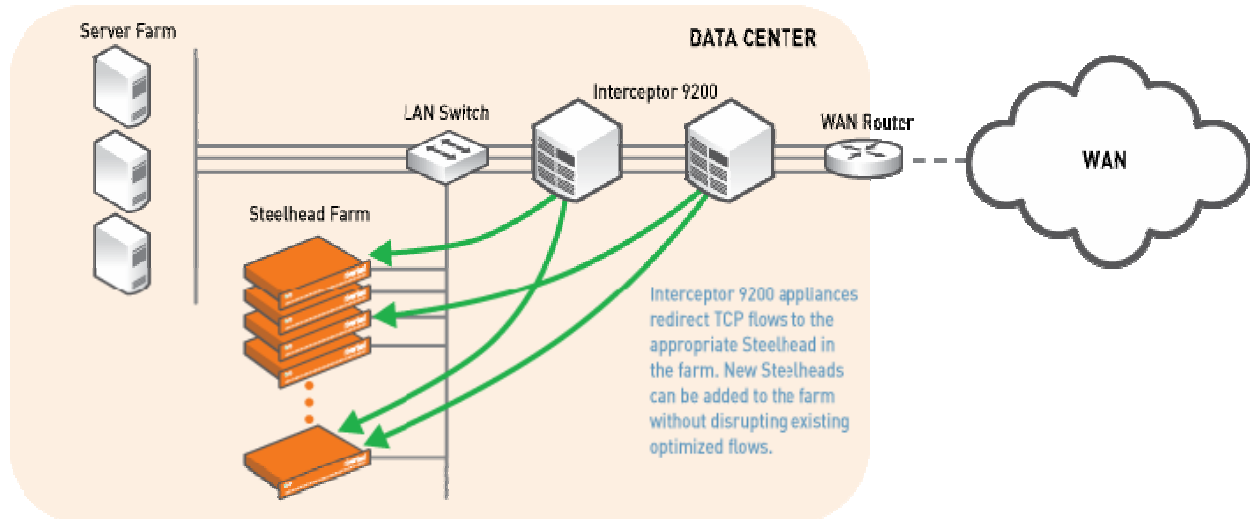 Server Farm
DATA CENTER
Interceptor 9200
LAN Switch
WAN Router
WAN
Steelhead Farm
Interceptor 9200 appliances
redirect TCP flows to the
appropriate Steelhead in
the farm. New Steelheads
can be added to the farm
without disrupting existing
optimized flows.